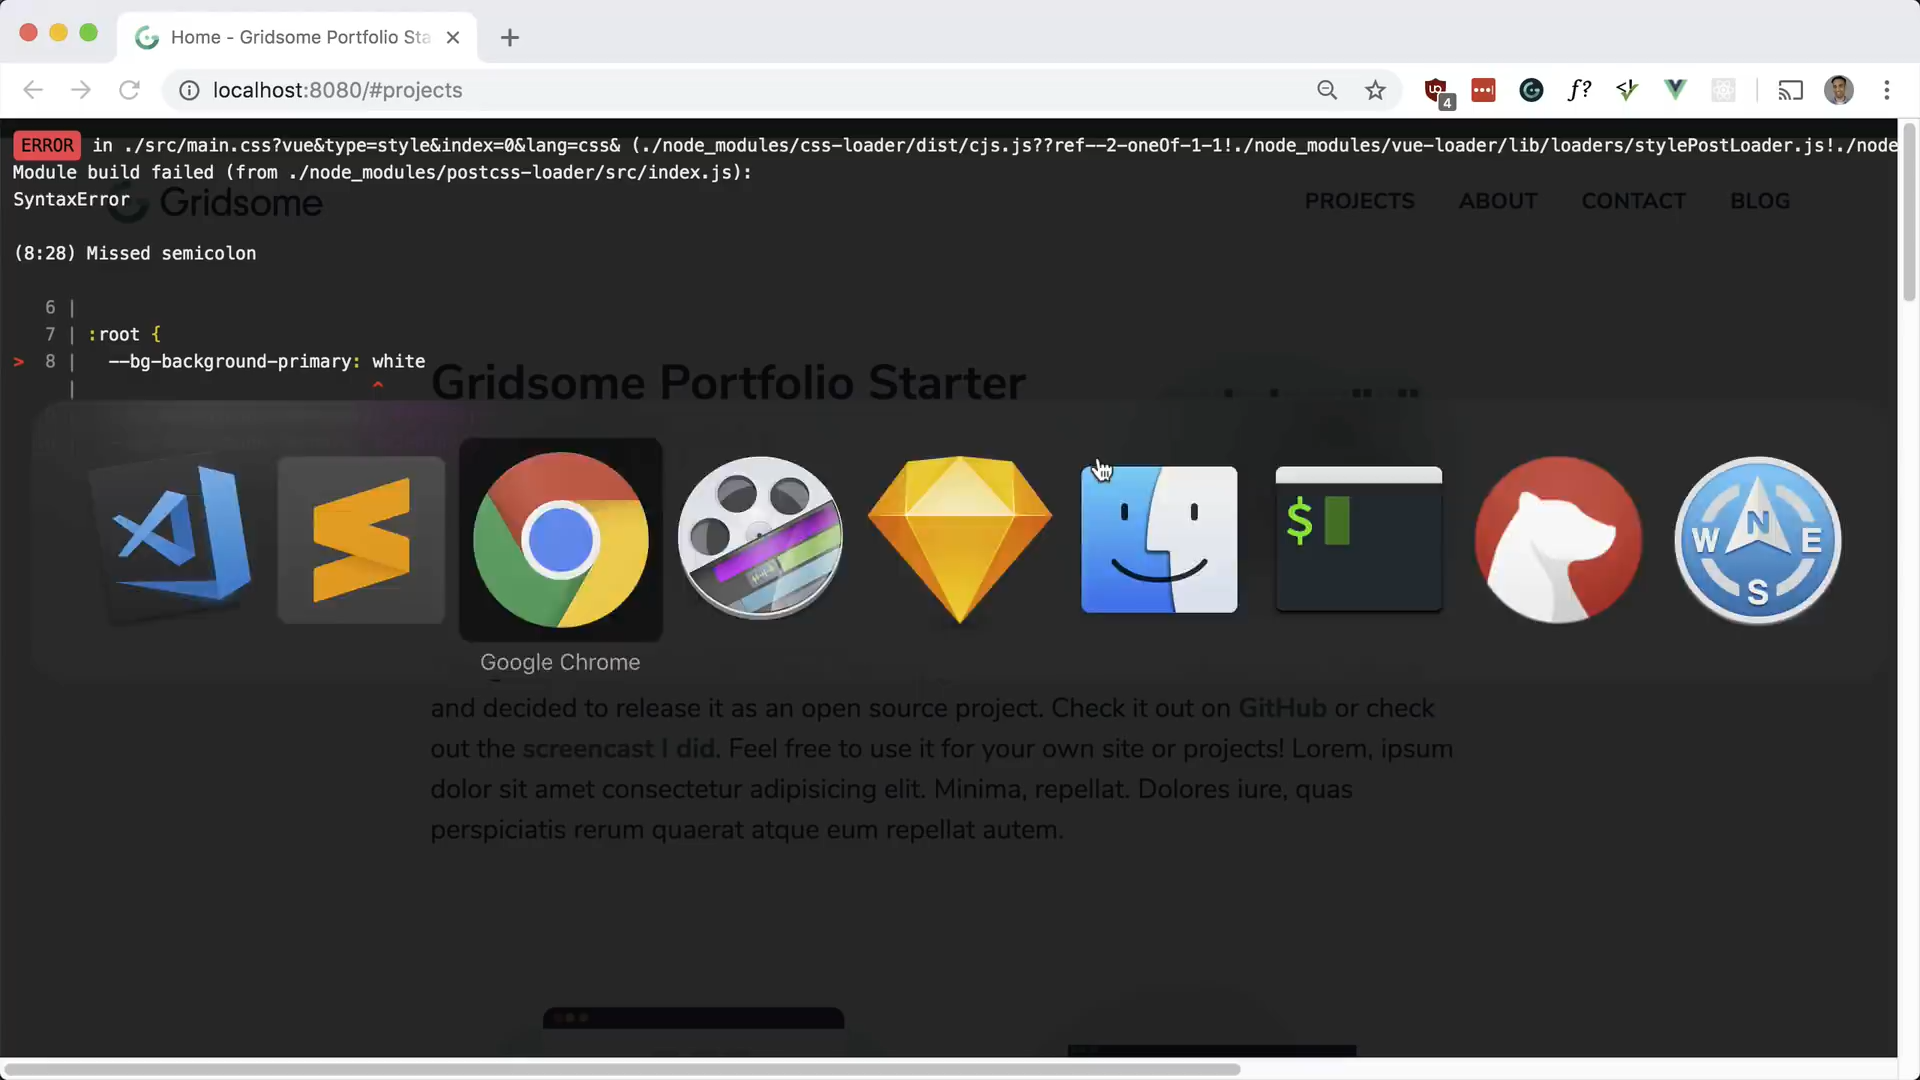 Home - Gridsome Portfolio Sta
localhost:8080/#projects
4
f?
ERROR in ./src/main.css?vue&type=style&index=0&lang=css& (./node_modules/css-loader/dist/cjs.js??ref--2-oneOf-1-1!./node_modules/vue-loader/lib/loaders/stylePostLoader.js!./node
Module build failed (from ./node_modules/postcss-loader/src/index.js):
SyntaxError
Gridsome
PROJECTS ABOUT CONTACT BLOG
(8:28) Missed semicolon
6 |
7 | :root {
> 8 | --bg-background-primary: white
| ^
Gridsome Portfolio Starter
$
N
W E
S
Google Chrome
and decided to release it as an open source project. Check it out on GitHub or check
out the screencast I did. Feel free to use it for your own site or projects! Lorem, ipsum
dolor sit amet consectetur adipisicing elit. Minima, repellat. Dolores iure, quas
perspiciatis rerum quaerat atque eum repellat autem.